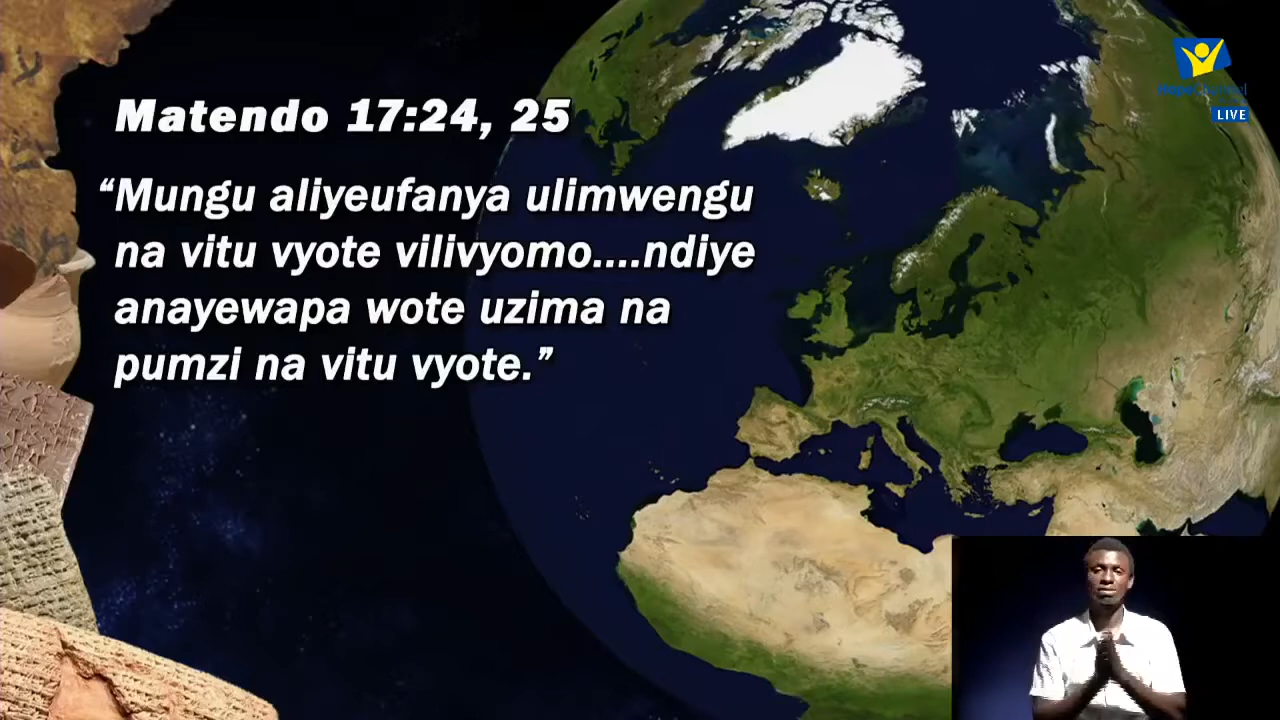 Matendo 17:24, 25
“Mungu aliyeufanya ulimwengu
na vitu vyote vilivyomo....ndiye
anayewapa wote uzima na
pumzi na vitu vyote.”
HopeChannel
LIVE